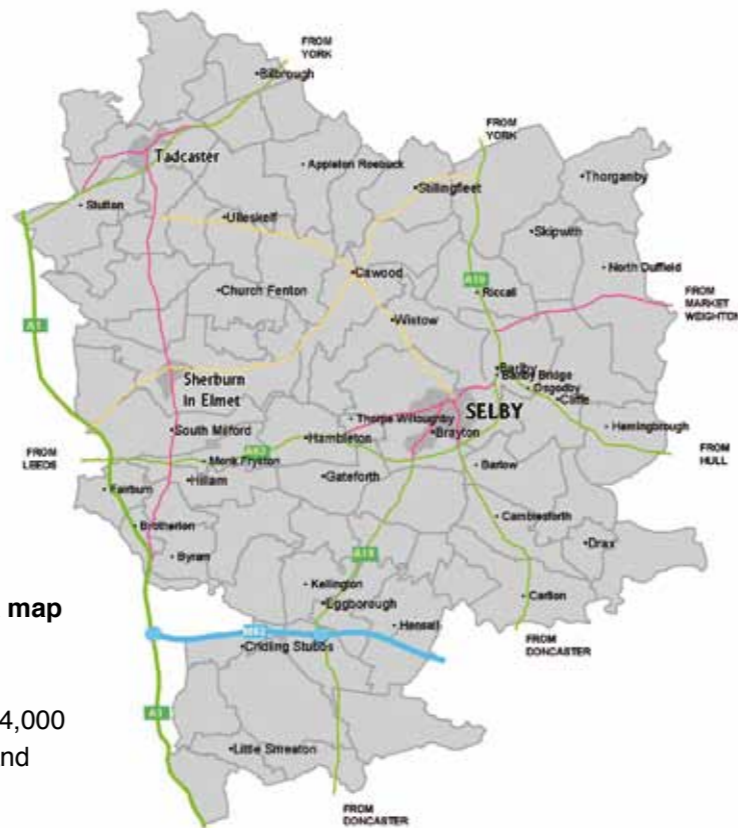 FROM
YORK
•Bilbrough
Tadcaster
FROM
YORK
•Appleton Roebuck
•Stillingfleet
•Thorganby
•Stutton
•Ulleskelf
•Skipwith
•Cawood
•North Duffield
A19
•Church Fenton
•Riccall
FROM
MARKET
WEIGHTON
A1
•Wistow
Sherburn
in Elmet
•Barlby
•Barlby Bridge
•Osgodby
•Cliffe
SELBY
•Thorpe Willoughby
•Brayton
•South Milford
•Hambleton
•Hemingbrough
FROM
LEEDS
A63
•Monk Fryston
•Barlow
FROM
HULL
•Hillam
•Gateforth
•Fairburn
•Camblesforth
•Brotherton
•Drax
•Byram
A19
•Kellington
•Carlton
map
•Eggborough
•Hensall
M62
•Cridling Stubbs
FROM
DONCASTER
4,000
A1
nd
•Little Smeaton
FROM
DONCASTER